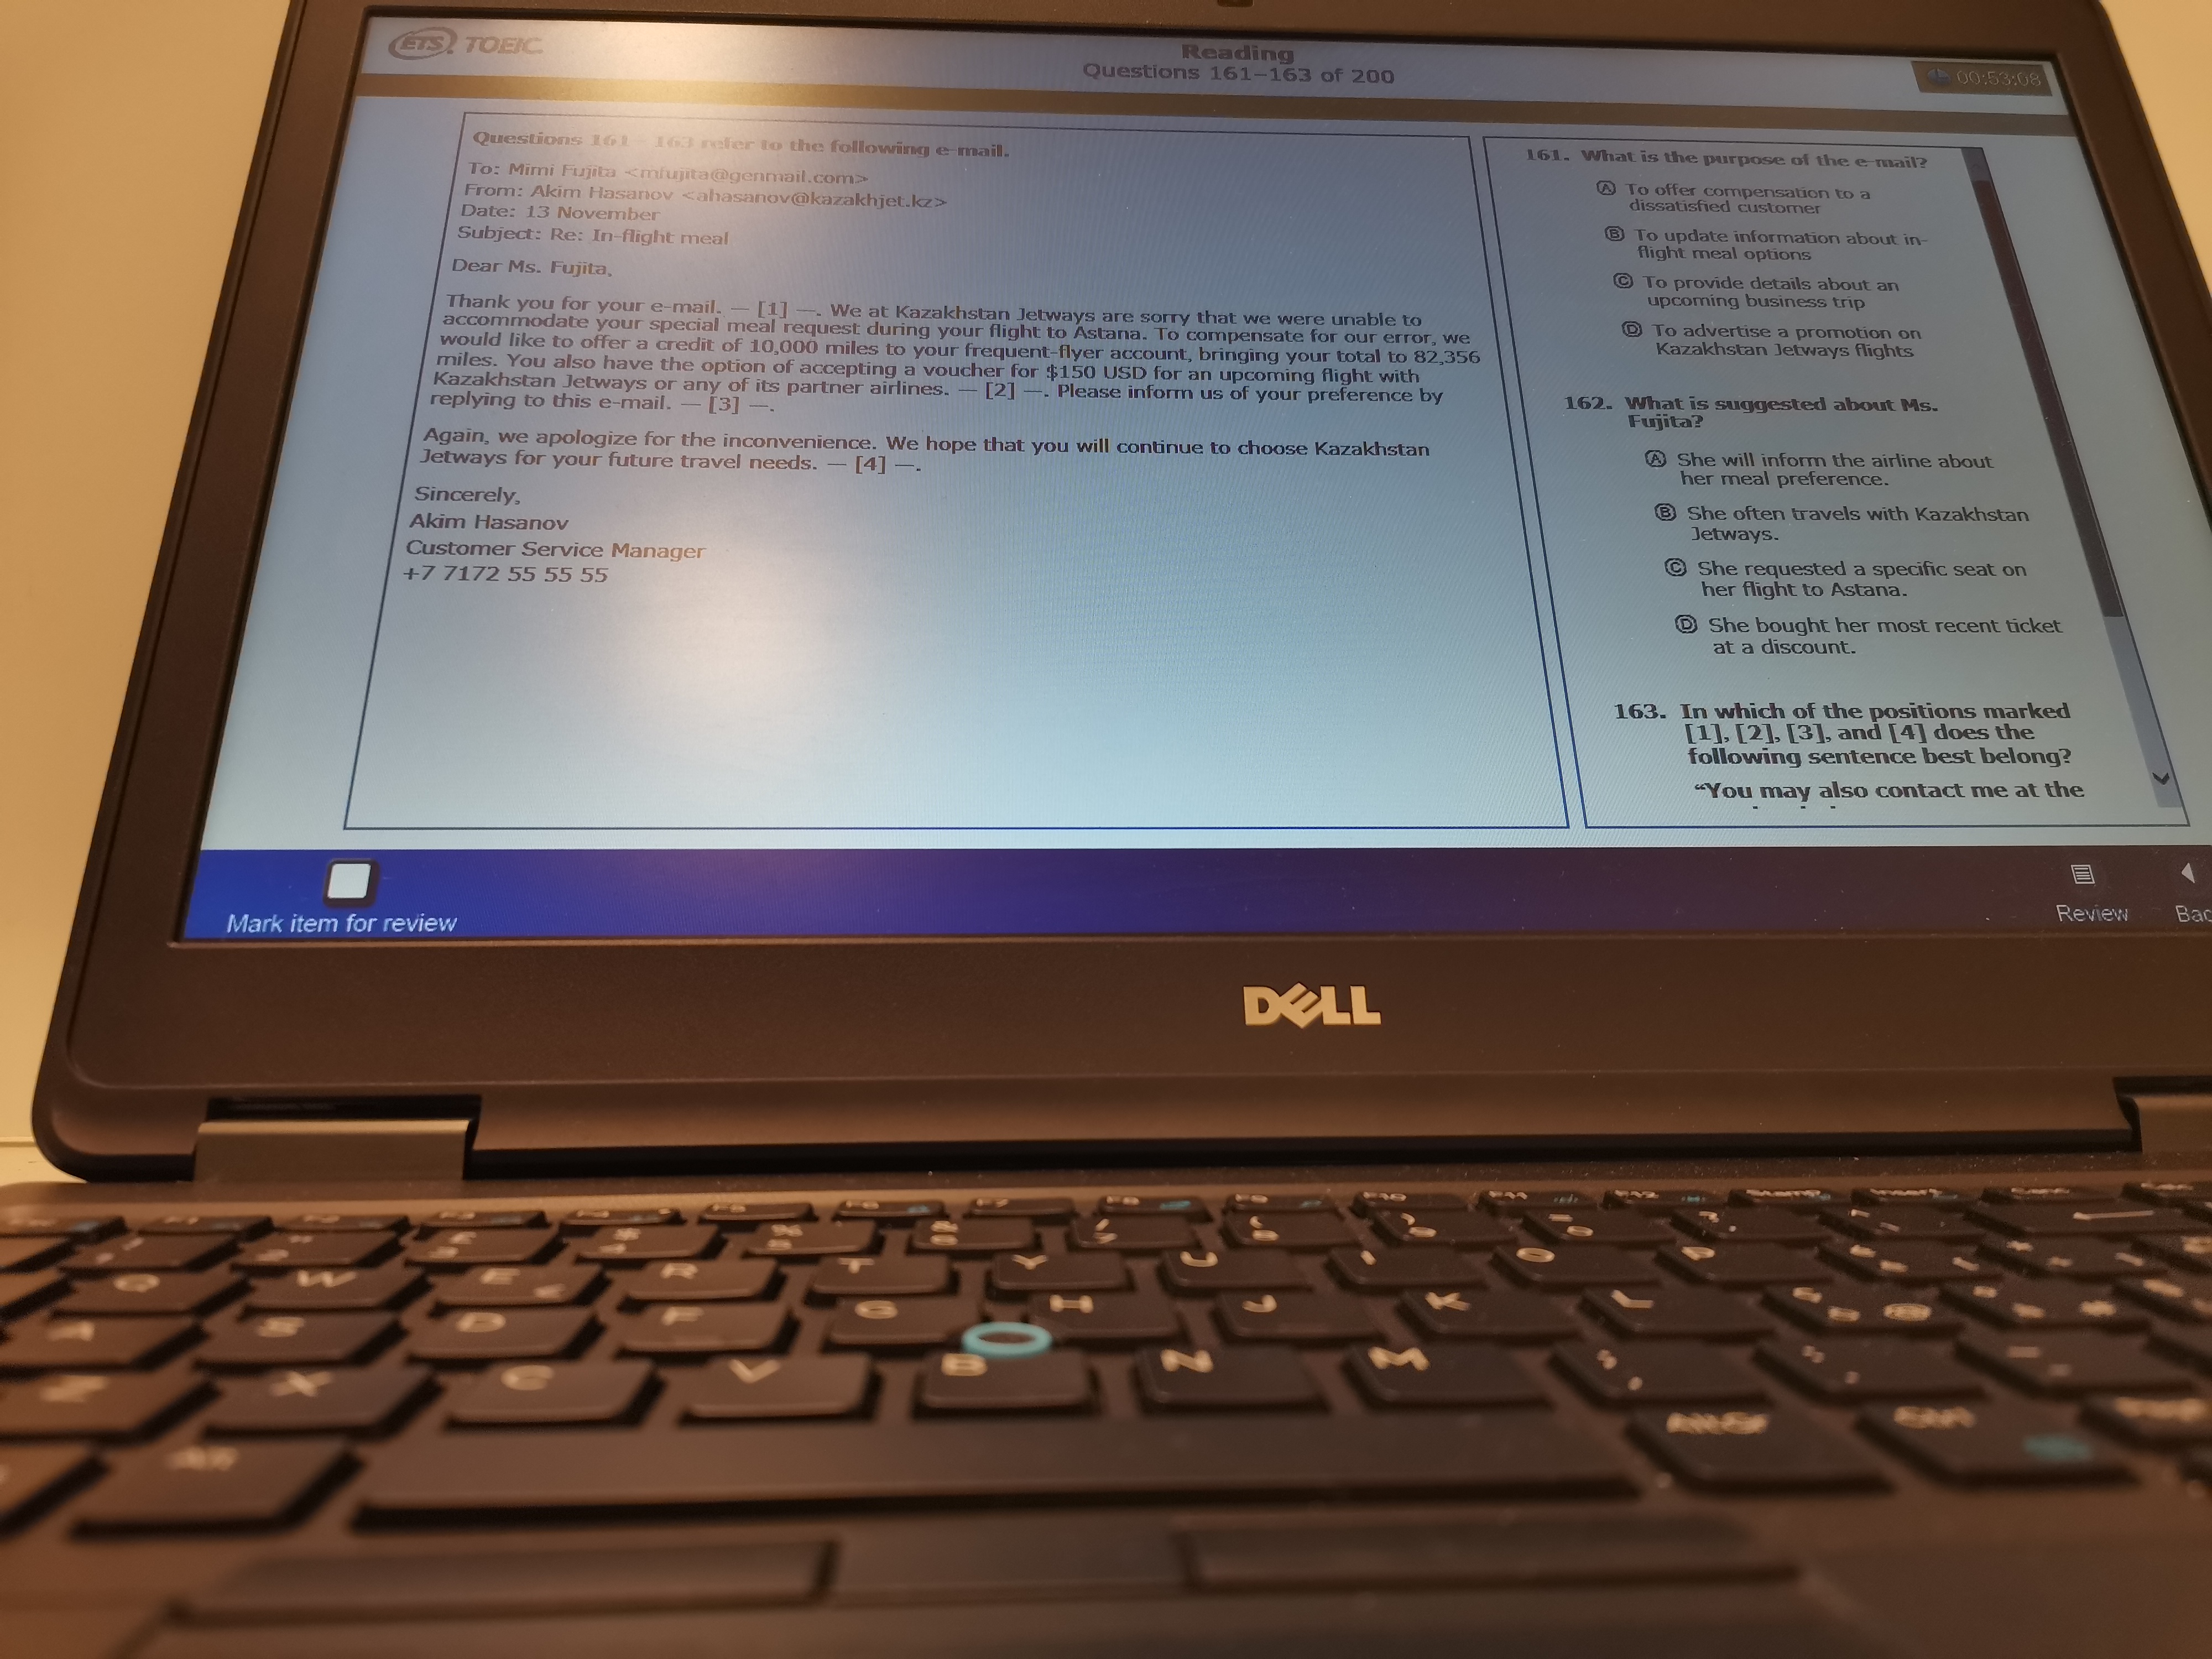 ETS TOEIC
Reading
Questions 161–163 of 200
00:53:08
Questions 161 - 163 refer to the following e-mail.
To: Mimi Fujita <mfujita@genmail.com>
From: Akim Hasanov <ahasanov@kazakhjet.kz>
Date: 13 November
Subject: Re: In-flight meal
Dear Ms. Fujita,
Thank you for your e-mail. — [1] —. We at Kazakhstan Jetways are sorry that we were unable to
accommodate your special meal request during your flight to Astana. To compensate for our error, we
would like to offer a credit of 10,000 miles to your frequent-flyer account, bringing your total to 82,356
miles. You also have the option of accepting a voucher for $150 USD for an upcoming flight with
Kazakhstan Jetways or any of its partner airlines. — [2] —. Please inform us of your preference by
replying to this e-mail. — [3] —.
Again, we apologize for the inconvenience. We hope that you will continue to choose Kazakhstan
Jetways for your future travel needs. — [4] —.
Sincerely,
Akim Hasanov
Customer Service Manager
+7 7172 55 55 55
161. What is the purpose of the e-mail?
A To offer compensation to a
dissatisfied customer
B To update information about in-
flight meal options
C To provide details about an
upcoming business trip
D To advertise a promotion on
Kazakhstan Jetways flights
162. What is suggested about Ms.
Fujita?
A She will inform the airline about
her meal preference.
B She often travels with Kazakhstan
Jetways.
C She requested a specific seat on
her flight to Astana.
D She bought her most recent ticket
at a discount.
163. In which of the positions marked
[1], [2], [3], and [4] does the
following sentence best belong?
“You may also contact me at the
Mark item for review
Review
Bac
DELL
Q W E R T Y U I O P
A S D F G H J K L
Z X C V B N M
Alt